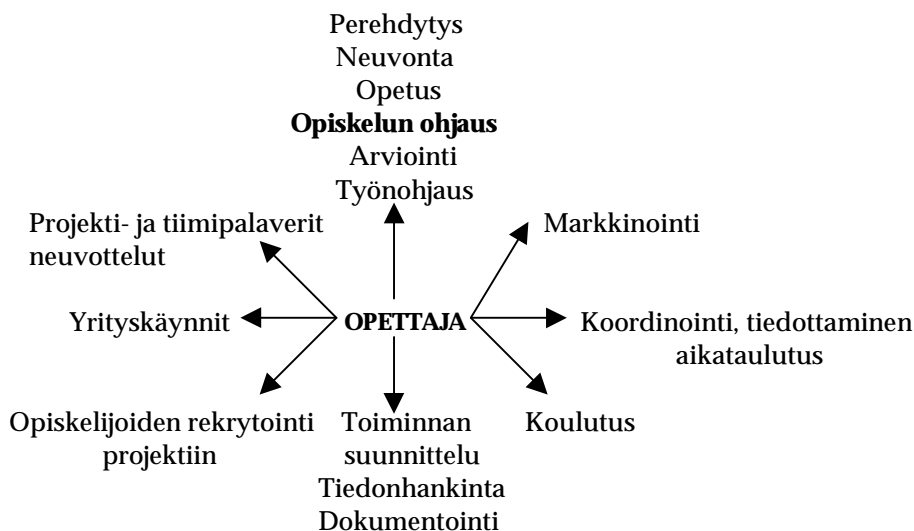 Perehdytys
Neuvonta
Opetus
Opiskelun ohjaus
Arviointi
Työnohjaus
Projekti- ja tiimipalaverit
neuvottelut
Markkinointi
Yrityskäynnit
OPETTAJA
Koordinointi, tiedottaminen
aikataulutus
Opiskelijoiden rekrytointi
projektiin
Toiminnan
suunnittelu
Tiedonhankinta
Dokumentointi
Koulutus